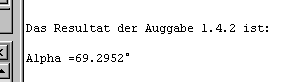 Das Resultat der Auggabe 1.4.2 ist:
Alpha =69.2952°